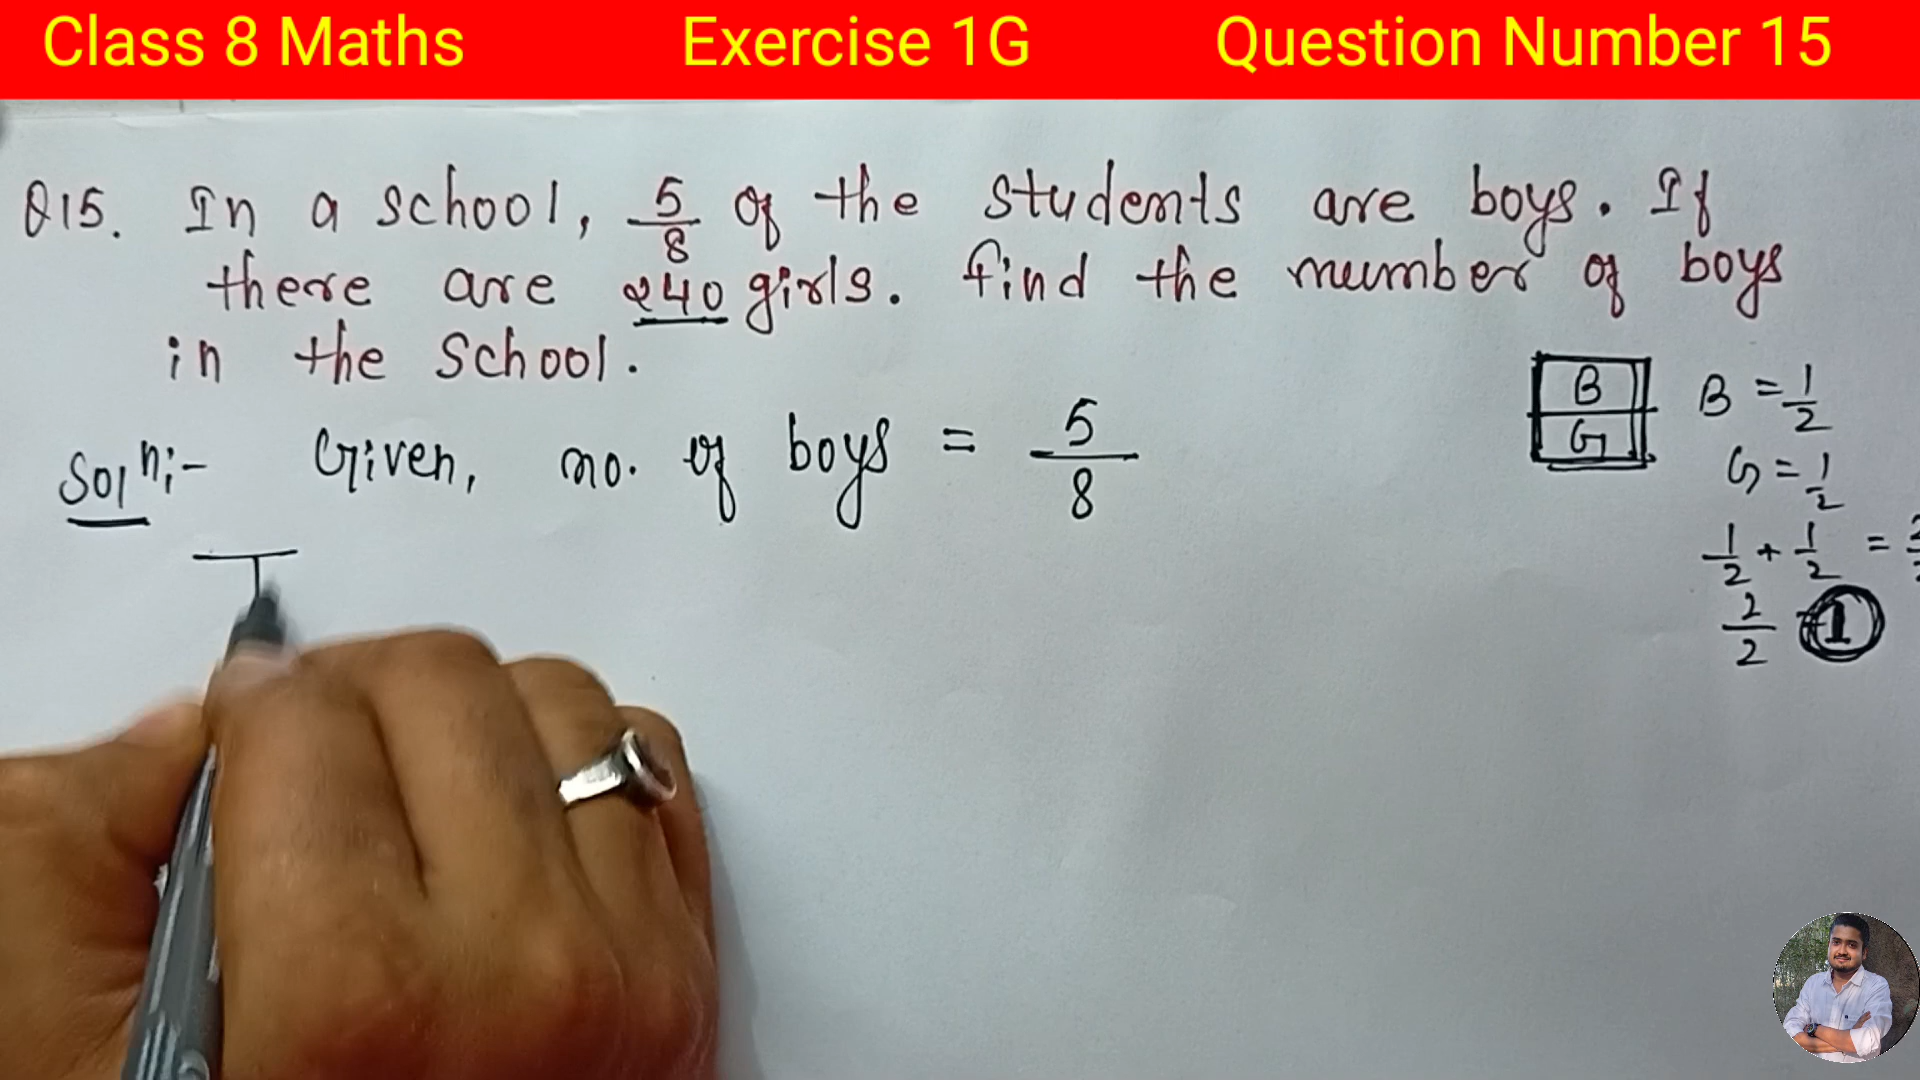 Class 8 Maths Exercise 1G Question Number 15
Q15. In a school, 5/8 of the students are boys. If
there are 240 girls. find the number of boys
in the School.
Solⁿ:- Given, no. of boys = 5/8
B
G
B = 1/2
G = 1/2
1/2 + 1/2 =
2/2 = 1
T